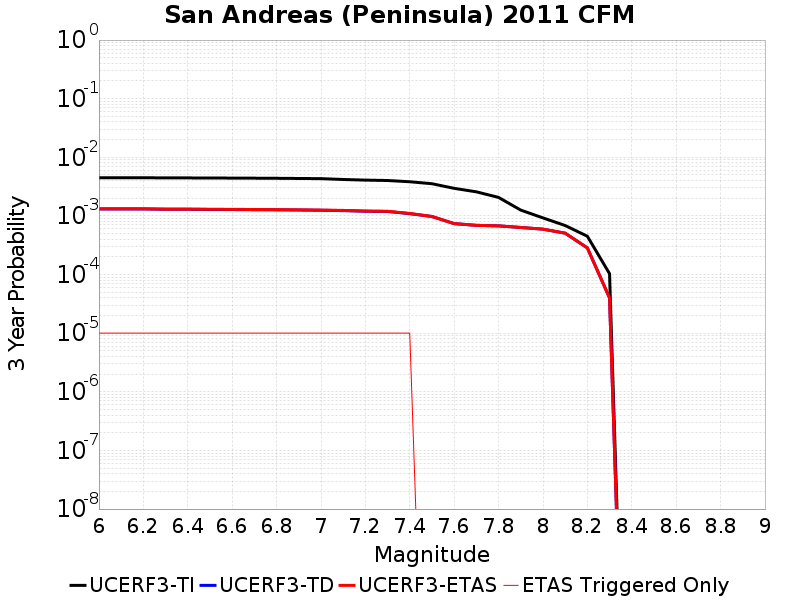 San Andreas (Peninsula) 2011 CFM
3 Year Probability
10^0
10^-1
10^-2
10^-3
10^-4
10^-5
10^-6
10^-7
10^-8
6 6.2 6.4 6.6 6.8 7 7.2 7.4 7.6 7.8 8 8.2 8.4 8.6 8.8 9
Magnitude
UCERF3-TI UCERF3-TD UCERF3-ETAS ETAS Triggered Only